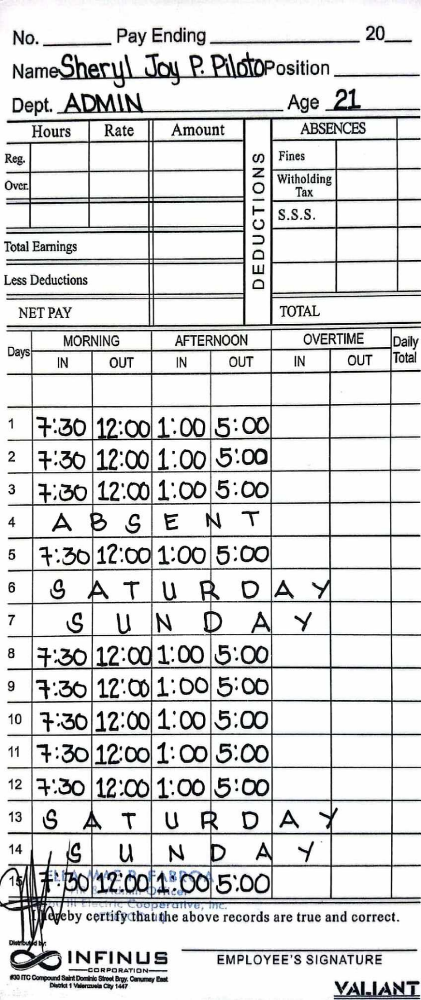 No. ______ Pay Ending ______________ 20___
Name Sheryl Joy P. Piloto Position ________
Dept. ADMIN Age 21
Hours Rate Amount DEDUCTIONS ABSENCES
Reg. Fines
Over. Witholding Tax
S.S.S.
Total Earnings
Less Deductions
NET PAY TOTAL
Days MORNING AFTERNOON OVERTIME Daily Total
IN OUT IN OUT IN OUT
1 7:30 12:00 1:00 5:00
2 7:30 12:00 1:00 5:00
3 7:30 12:00 1:00 5:00
4 ABSENT
5 7:30 12:00 1:00 5:00
6 SATURDAY
7 SUNDAY
8 7:30 12:00 1:00 5:00
9 7:30 12:00 1:00 5:00
10 7:30 12:00 1:00 5:00
11 7:30 12:00 1:00 5:00
12 7:30 12:00 1:00 5:00
13 SATURDAY
14 SUNDAY
15 7:30 12:00 1:00 5:00
ELLA MAE P. FABROA
HR & Admin Officer
III Electric Cooperative, Inc.
I hereby certify that the above records are true and correct.
Distributed by:
INFINUS
CORPORATION
#30 ITC Compound Saint Dominic Street Brgy. Canumay East
District 1 Valenzuela City 1447
EMPLOYEE'S SIGNATURE
VALIANT